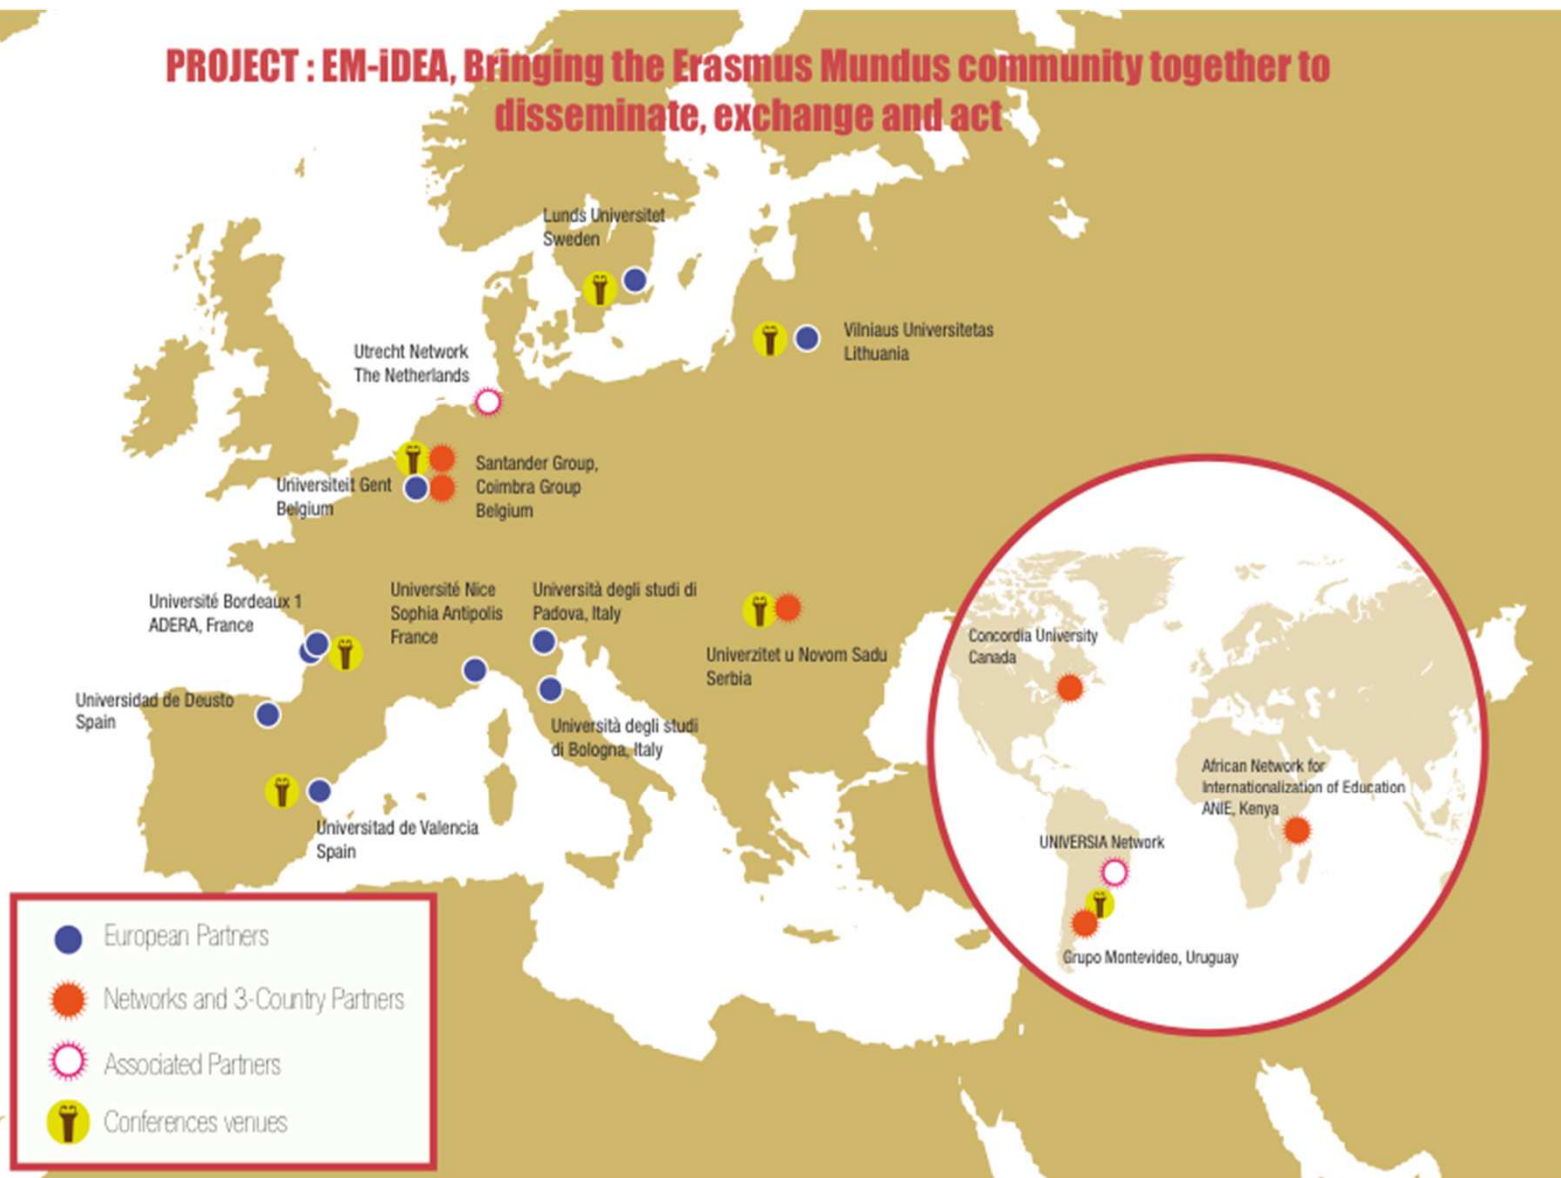 PROJECT : EM-iDEA, Bringing the Erasmus Mundus community together to
disseminate, exchange and act
Lunds Universitet
Sweden
Vilniaus Universitetas
Lithuania
Utrecht Network
The Netherlands
Santander Group,
Coimbra Group
Belgium
Universiteit Gent
Belgium
Université Bordeaux 1
ADERA, France
Université Nice
Sophia Antipolis
France
Università degli studi di
Padova, Italy
Univerzitet u Novom Sadu
Serbia
Universidad de Deusto
Spain
Università degli studi
di Bologna, Italy
Universitad de Valencia
Spain
Concordia University
Canada
African Network for
Internationalization of Education
ANIE, Kenya
UNIVERSIA Network
Grupo Montevideo, Uruguay
European Partners
Networks and 3-Country Partners
Associated Partners
Conferences venues